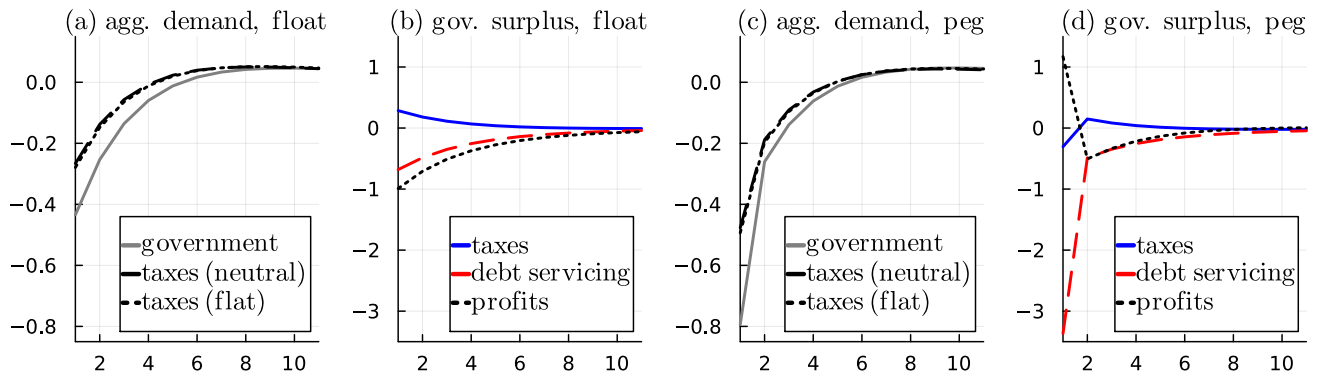 (a) agg. demand, float
0.0
−0.2
−0.4
−0.6
−0.8
government
taxes (neutral)
taxes (flat)
2 4 6 8 10
(b) gov. surplus, float
1
0
−1
−2
−3
taxes
debt servicing
profits
2 4 6 8 10
(c) agg. demand, peg
0.0
−0.2
−0.4
−0.6
−0.8
government
taxes (neutral)
taxes (flat)
2 4 6 8 10
(d) gov. surplus, peg
1
0
−1
−2
−3
taxes
debt servicing
profits
2 4 6 8 10